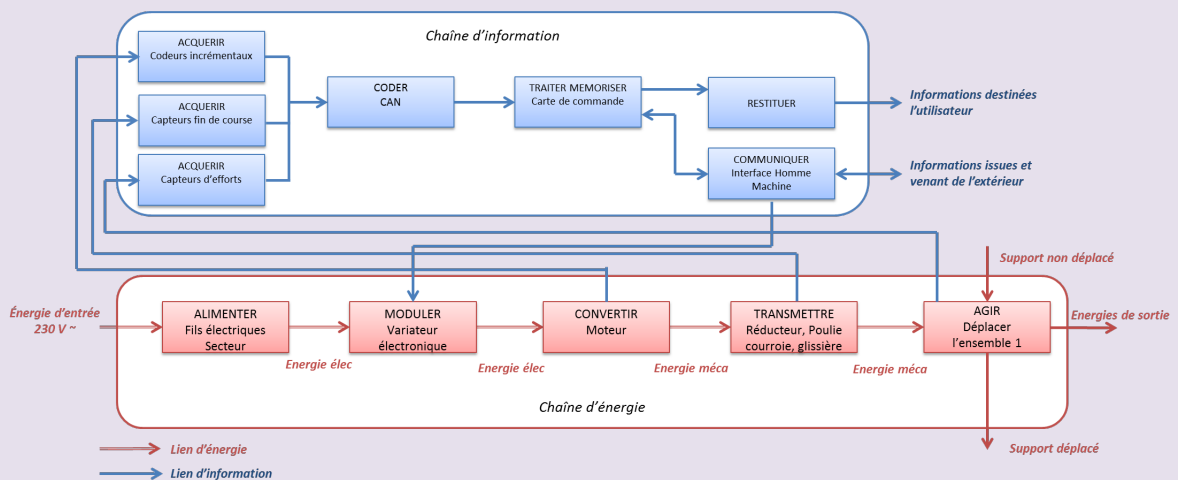 Chaîne d'information
ACQUERIR
Codeurs incrémentaux
ACQUERIR
Capteurs fin de course
ACQUERIR
Capteurs d'efforts
CODER
CAN
TRAITER MEMORISER
Carte de commande
RESTITUER
COMMUNIQUER
Interface Homme
Machine
Informations destinées
l'utilisateur
Informations issues et
venant de l'extérieur
Support non déplacé
Énergie d'entrée
230 V ~
ALIMENTER
Fils électriques
Secteur
Energie élec
MODULER
Variateur
électronique
Energie élec
CONVERTIR
Moteur
Energie méca
TRANSMETTRE
Réducteur, Poulie
courroie, glissière
Energie méca
AGIR
Déplacer
l'ensemble 1
Energies de sortie
Chaîne d'énergie
Support déplacé
Lien d'énergie
Lien d'information